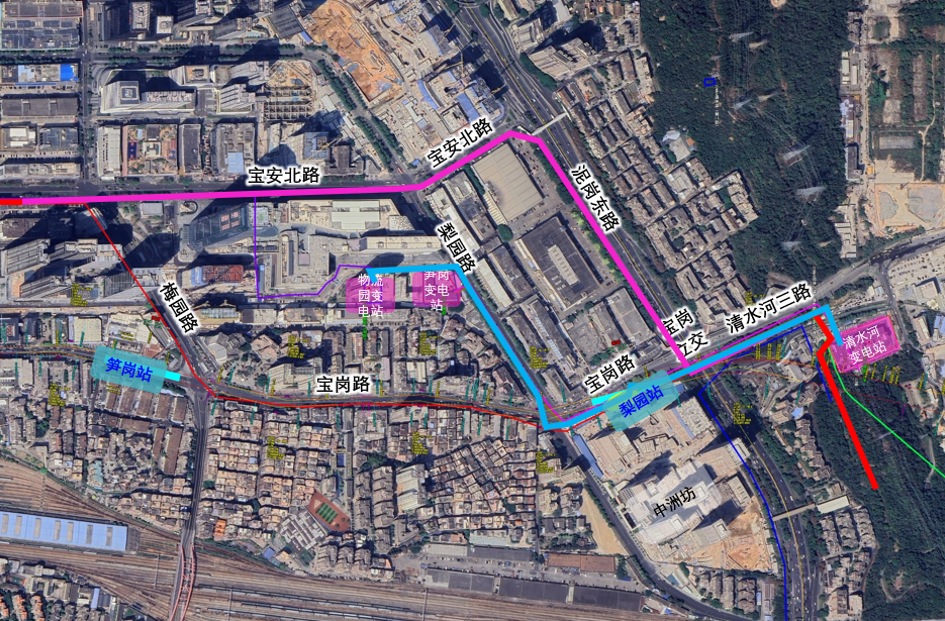 宝安北路
宝安北路
泥岗东路
梨园路
物流
园变
电站
笋岗
变电
站
梅园路
宝岗
立交
清水河三路
清水河
变电站
笋岗站
宝岗路
宝岗路
梨园站
中洲坊